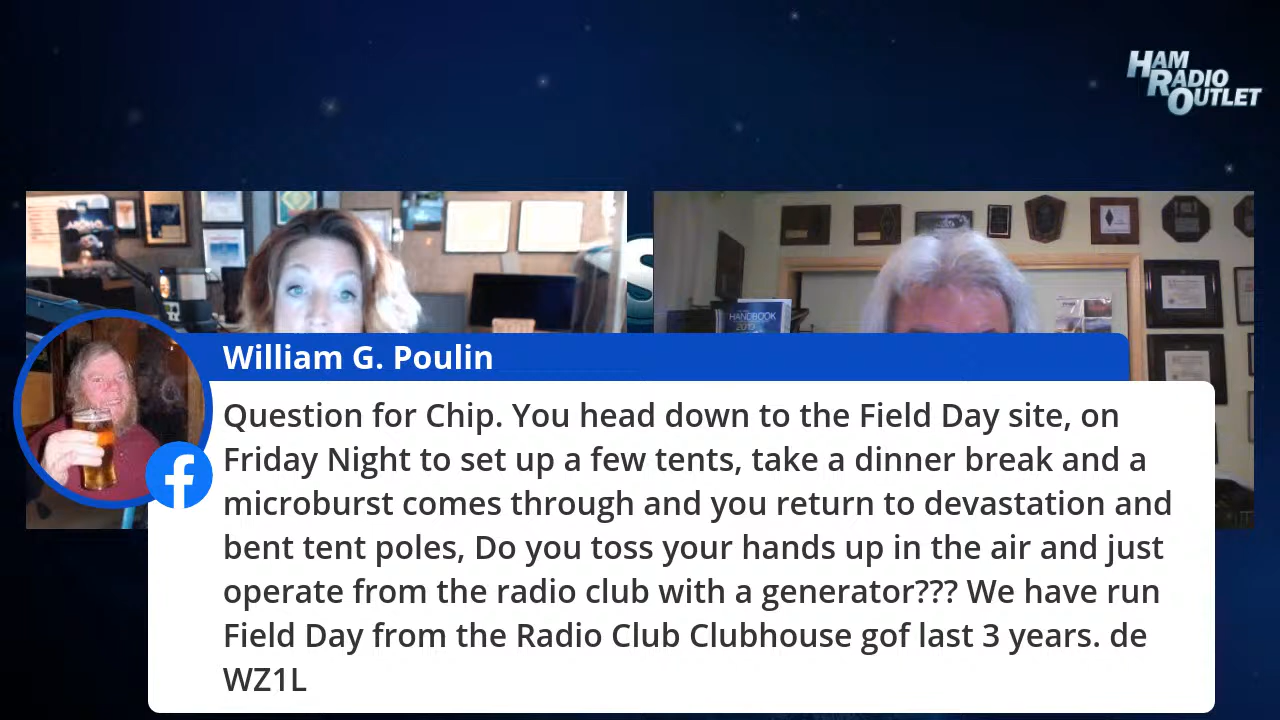 HAM
RADIO
OUTLET
S
HANDBOOK
2013
William G. Poulin
Question for Chip. You head down to the Field Day site, on
Friday Night to set up a few tents, take a dinner break and a
microburst comes through and you return to devastation and
bent tent poles, Do you toss your hands up in the air and just
operate from the radio club with a generator??? We have run
Field Day from the Radio Club Clubhouse gof last 3 years. de
WZ1L